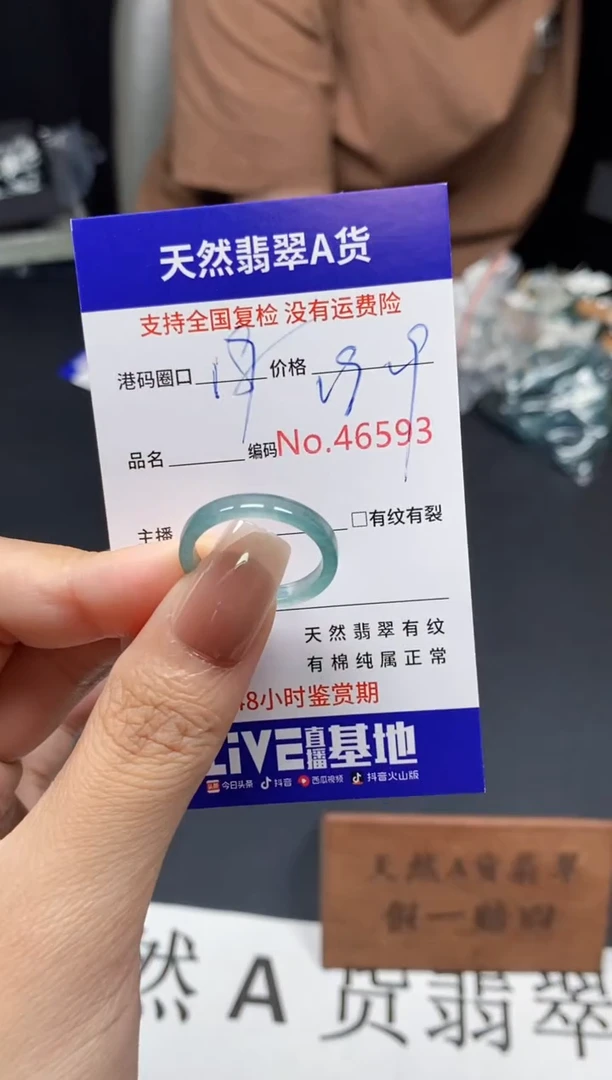 天然翡翠A货
支持全国复检 没有运费险
港码圈口 18 价格 199
品名 编码 No.46593
主播 □有纹有裂
天然翡翠有纹
有棉纯属正常
48小时鉴赏期
LIVE直播基地
今日头条 抖音 西瓜视频 抖音火山版
天然A货翡翠
假一赔四
然 A 货翡翠